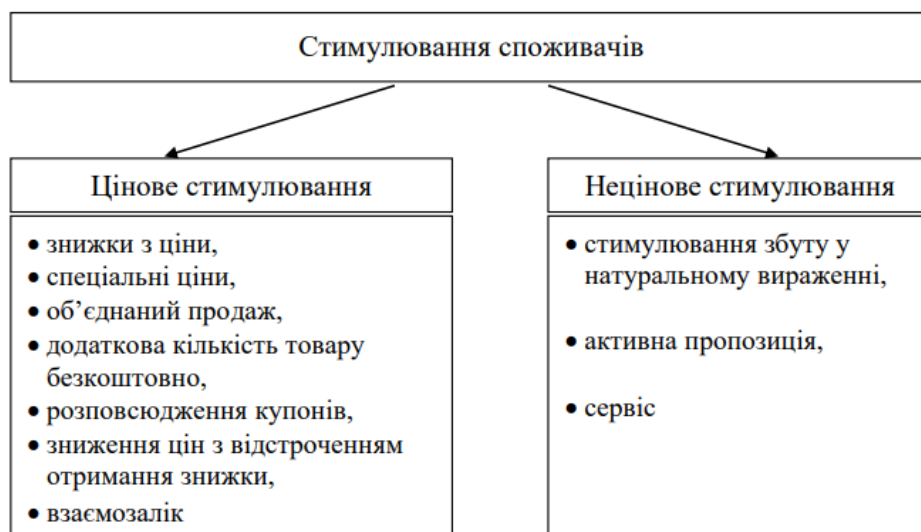 Стимулювання споживачів
Цінове стимулювання
• знижки з ціни,
• спеціальні ціни,
• об’єднаний продаж,
• додаткова кількість товару
безкоштовно,
• розповсюдження купонів,
• зниження цін з відстроченням
отримання знижки,
• взаємозалік
Нецінове стимулювання
• стимулювання збуту у
натуральному вираженні,
• активна пропозиція,
• сервіс